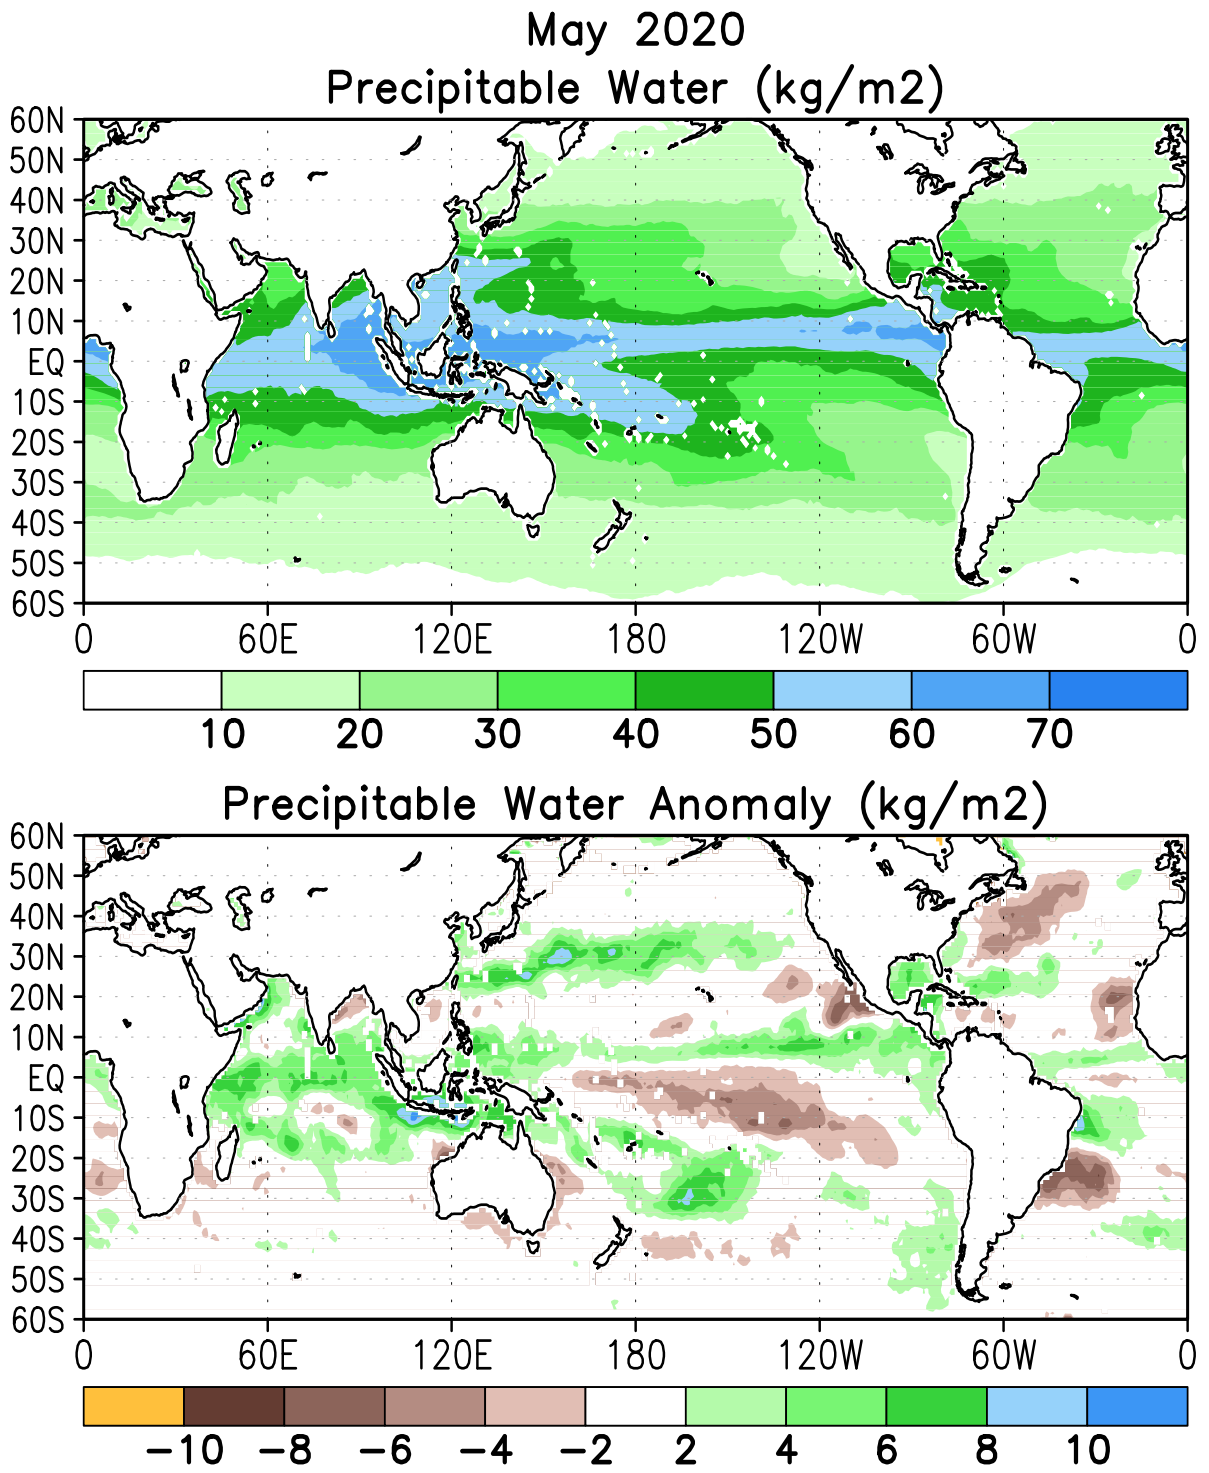 May 2020
Precipitable Water (kg/m2)
60N
50N
40N
30N
20N
10N
EQ
10S
20S
30S
40S
50S
60S
0 60E 120E 180 120W 60W 0
10 20 30 40 50 60 70
Precipitable Water Anomaly (kg/m2)
60N
50N
40N
30N
20N
10N
EQ
10S
20S
30S
40S
50S
60S
0 60E 120E 180 120W 60W 0
−10 −8 −6 −4 −2 2 4 6 8 10